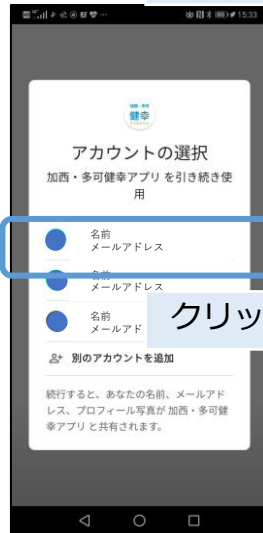 15:33
加西・多可
健幸
アカウントの選択
加西・多可健幸アプリ を引き続き使
用
名前
メールアドレス
名前
メールアドレス
名前
メールアド
クリッ
別のアカウントを追加
続行すると、あなたの名前、メールアド
レス、プロフィール写真が 加西・多可健
幸アプリ と共有されます。